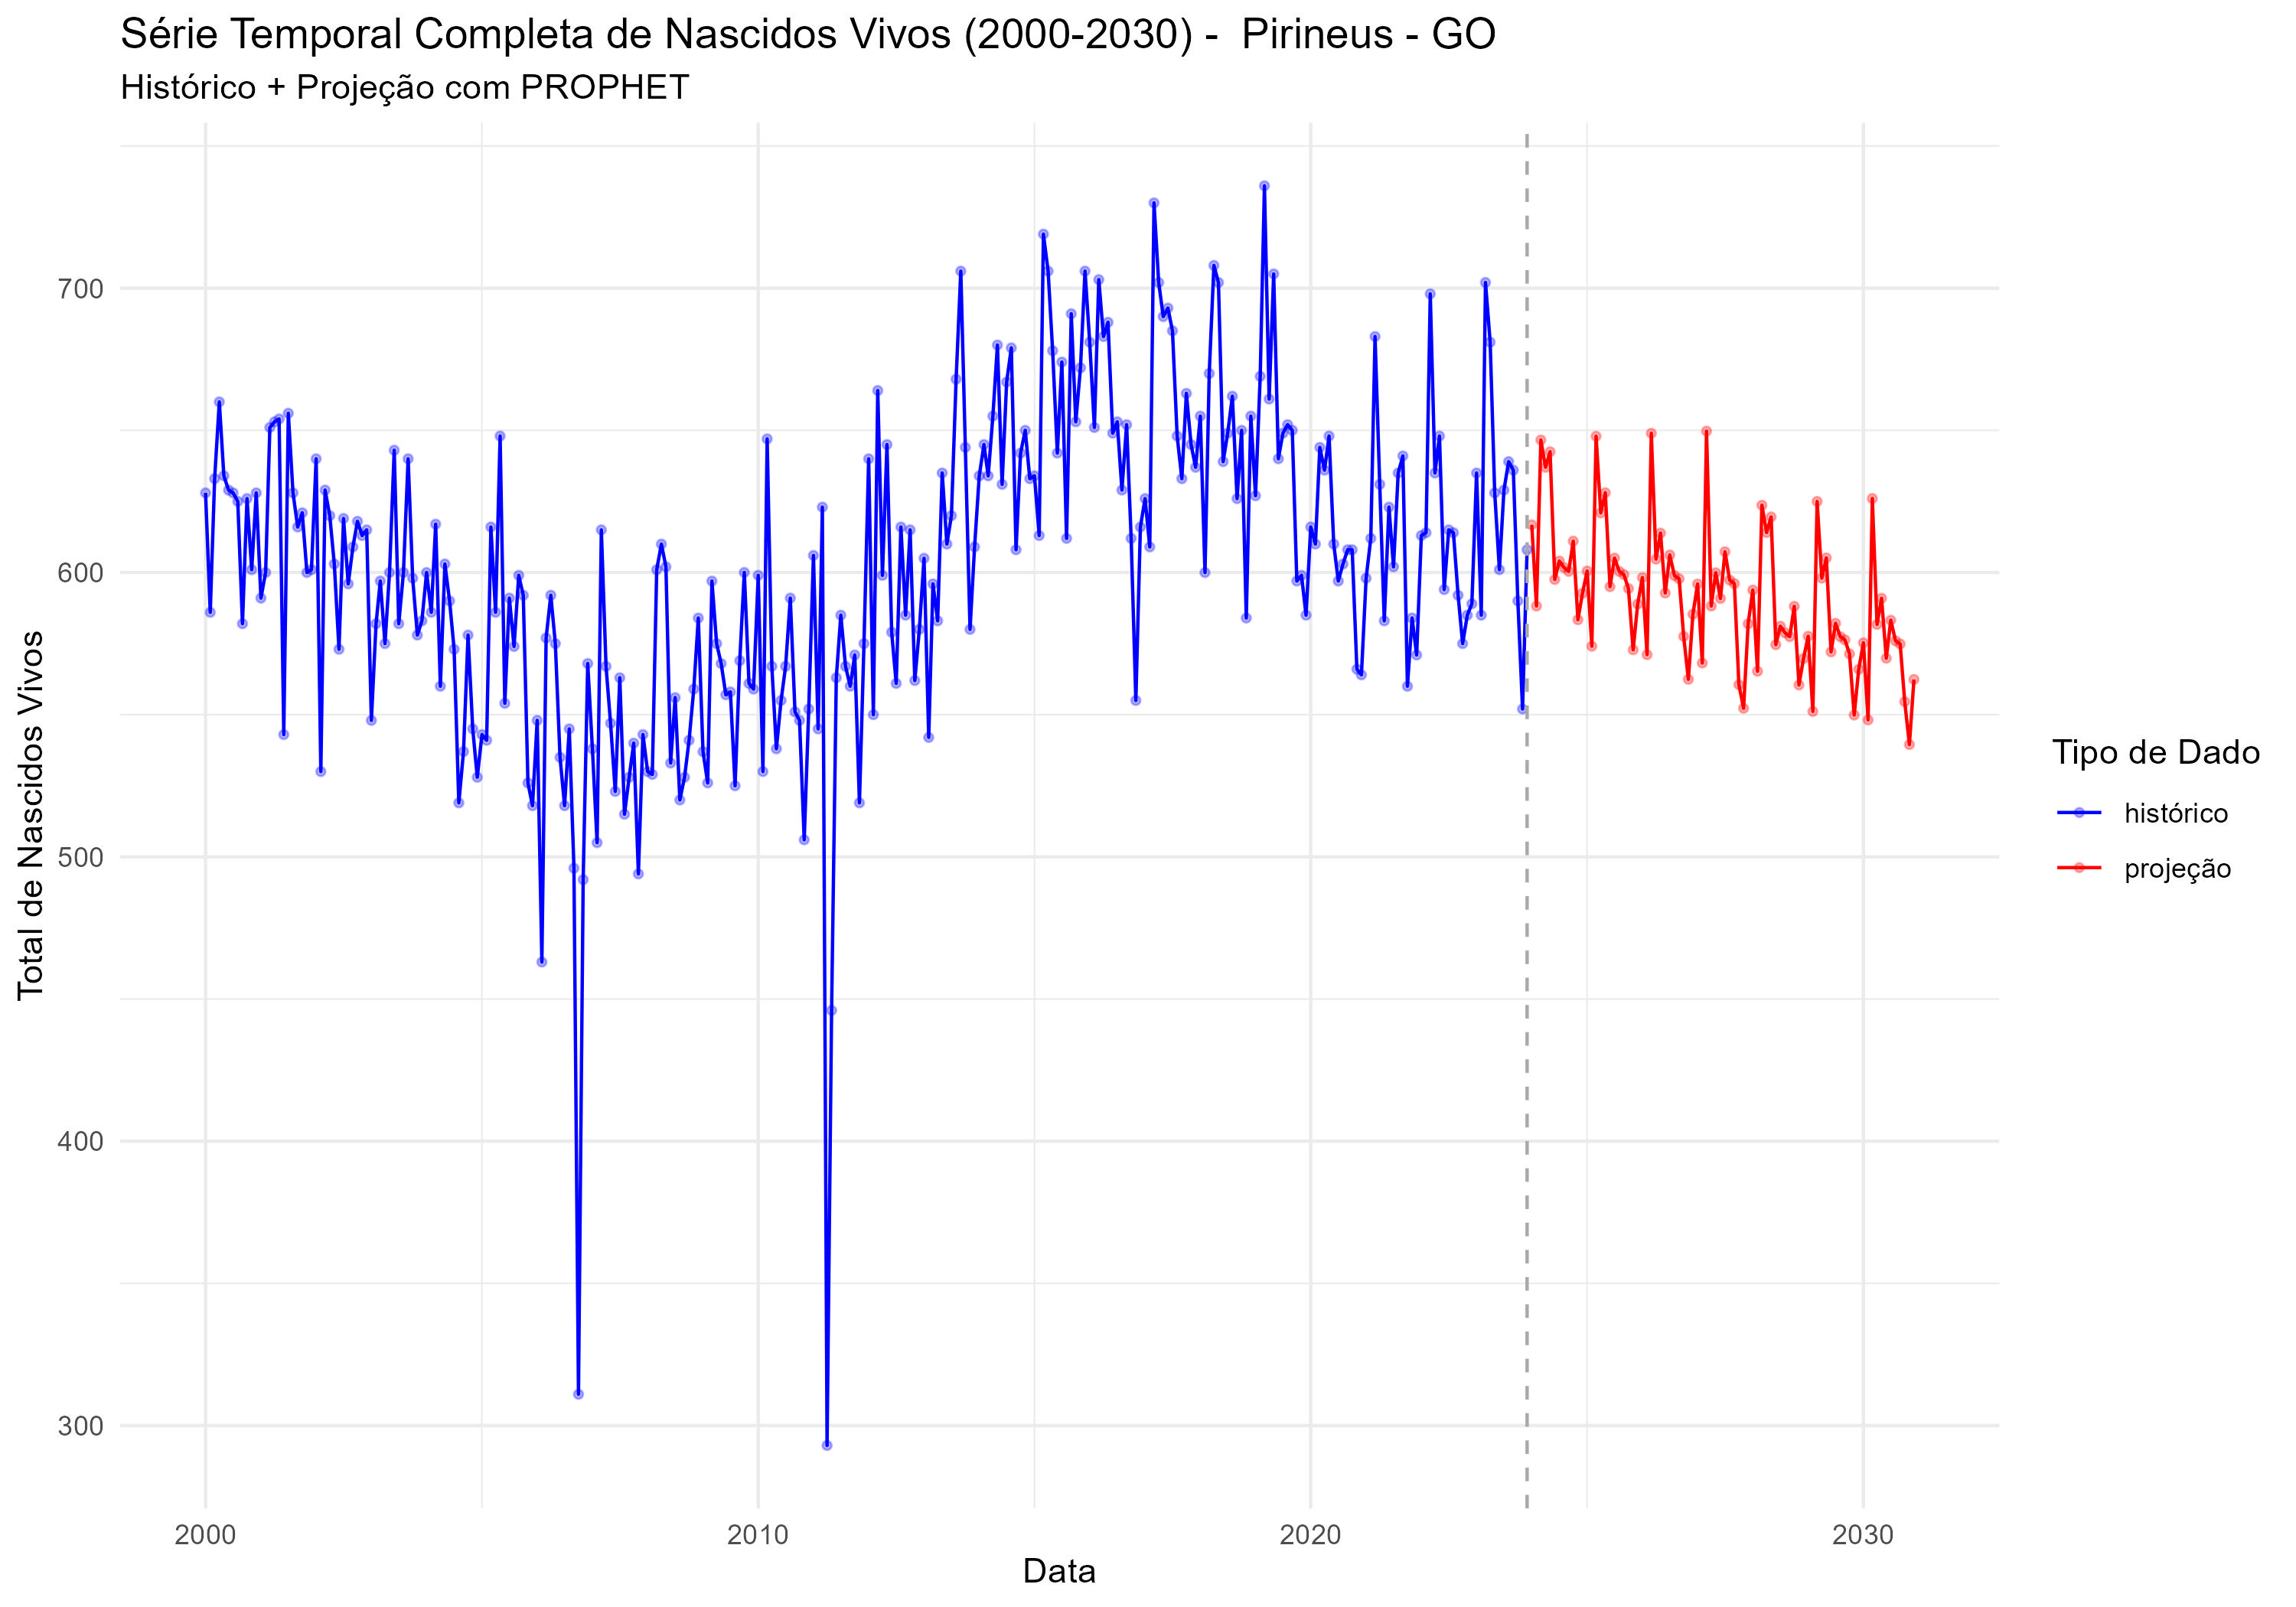 Série Temporal Completa de Nascidos Vivos (2000-2030) -  Pirineus - GO
Histórico + Projeção com PROPHET
Total de Nascidos Vivos
700
600
500
400
300
2000
2010
2020
2030
Data
Tipo de Dado
histórico
projeção